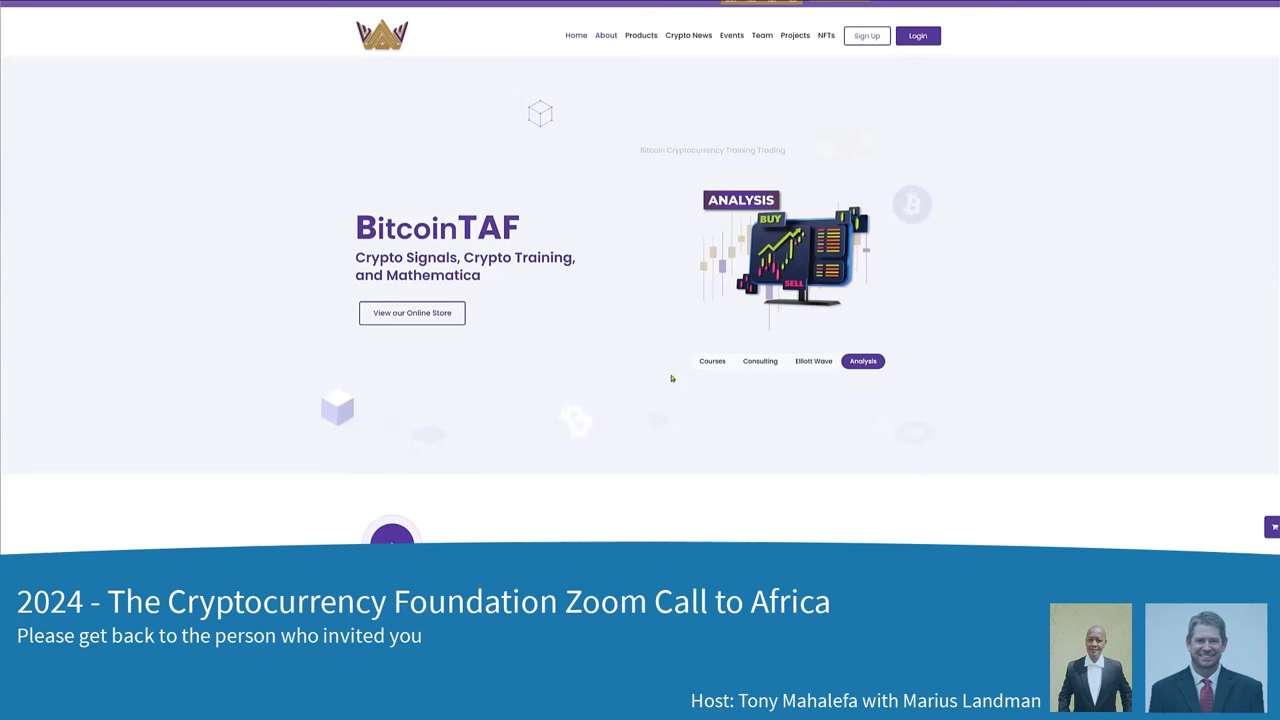 Home About Products Crypto News Events Team Projects NFTs Sign Up Login
Bitcoin Cryptocurrency Training Trading
ANALYSIS
BUY
SELL
BitcoinTAF
Crypto Signals, Crypto Training,
and Mathematica
View our Online Store
Courses Consulting Elliott Wave Analysis
2024 - The Cryptocurrency Foundation Zoom Call to Africa
Please get back to the person who invited you
Host: Tony Mahalefa with Marius Landman